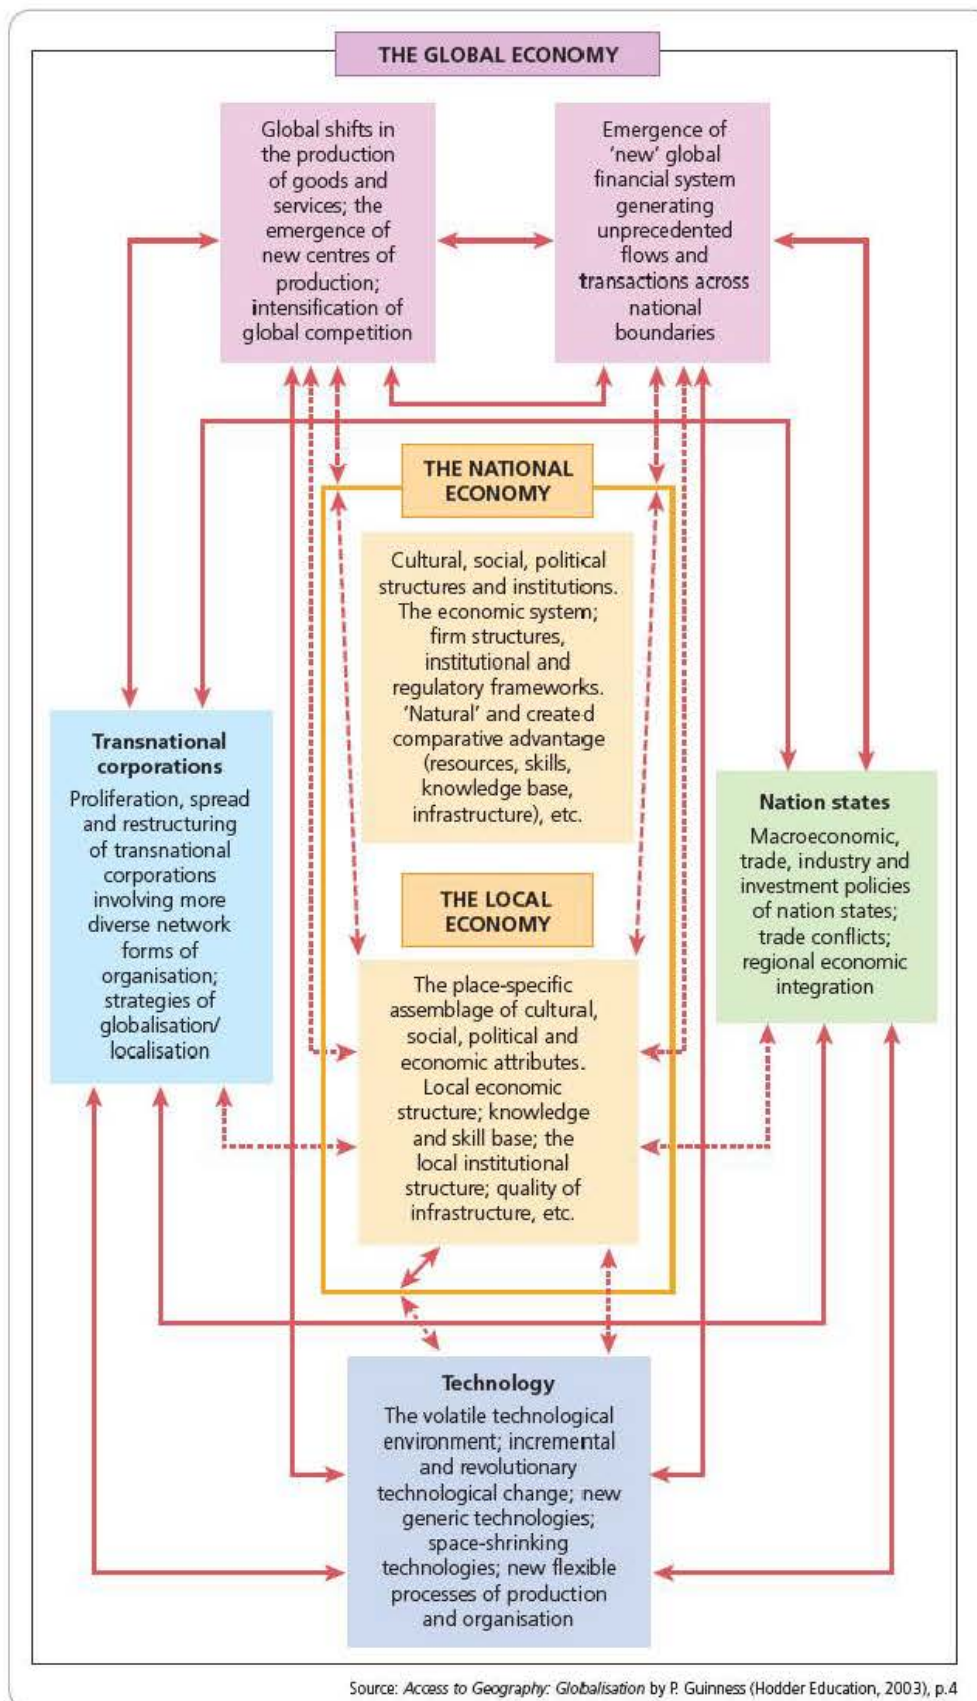 THE GLOBAL ECONOMY
Global shifts in
the production
of goods and
services; the
emergence of
new centres of
production;
intensification of
global competition
Emergence of
'new' global
financial system
generating
unprecedented
flows and
transactions across
national
boundaries
THE NATIONAL
ECONOMY
Cultural, social, political
structures and institutions.
The economic system;
firm structures,
institutional and
regulatory frameworks.
'Natural' and created
comparative advantage
(resources, skills,
knowledge base,
infrastructure), etc.
Transnational
corporations
Proliferation, spread
and restructuring
of transnational
corporations
involving more
diverse network
forms of
organisation;
strategies of
globalisation/
localisation
Nation states
Macroeconomic,
trade, industry and
investment policies
of nation states;
trade conflicts;
regional economic
integration
THE LOCAL
ECONOMY
The place-specific
assemblage of cultural,
social, political and
economic attributes.
Local economic
structure; knowledge
and skill base; the
local institutional
structure; quality of
infrastructure, etc.
Technology
The volatile technological
environment; incremental
and revolutionary
technological change; new
generic technologies;
space-shrinking
technologies; new flexible
processes of production
and organisation
Source: Access to Geography: Globalisation by P. Guinness (Hodder Education, 2003), p.4